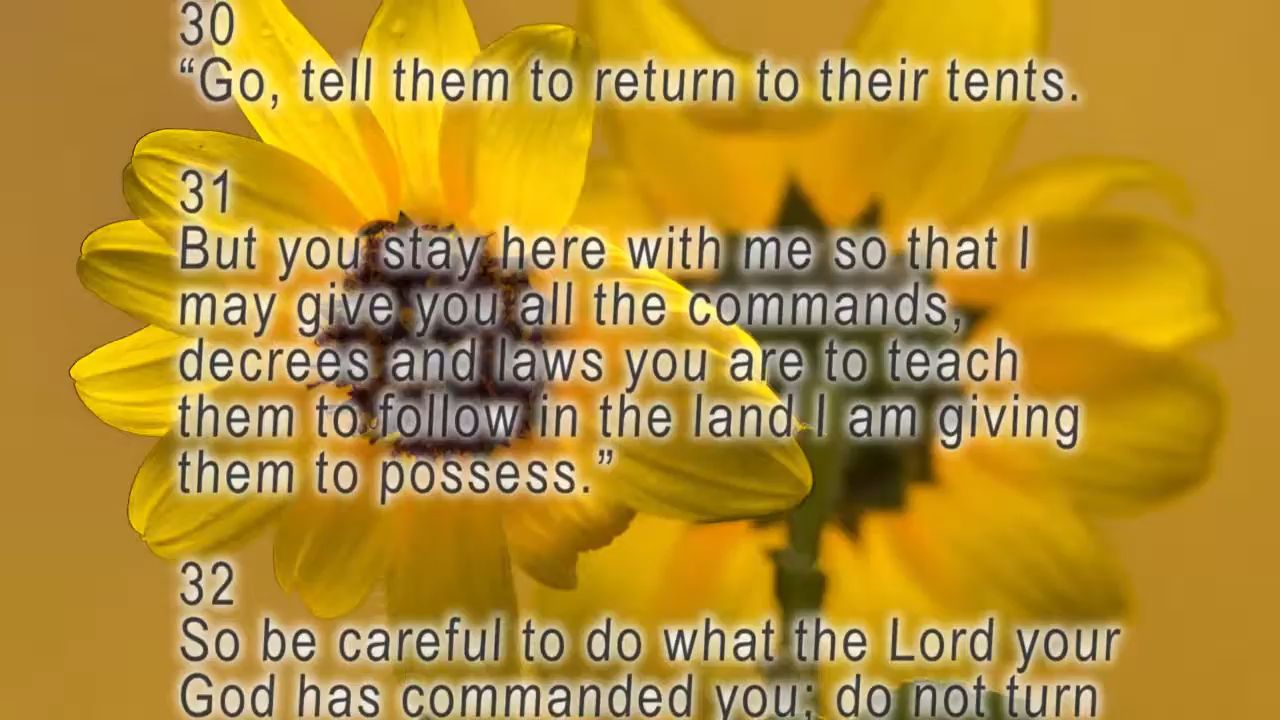 30
“Go, tell them to return to their tents.
31
But you stay here with me so that I
may give you all the commands,
decrees and laws you are to teach
them to follow in the land I am giving
them to possess.”
32
So be careful to do what the Lord your
God has commanded you; do not turn